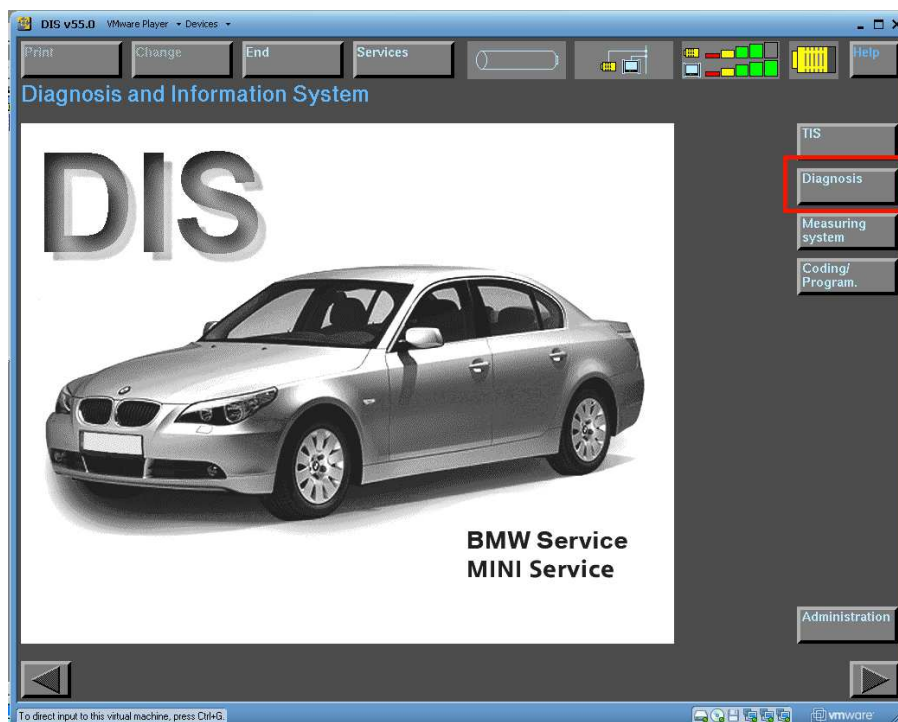 DIS v55.0 VMware Player Devices
Print Change End Services Help
Diagnosis and Information System
DIS
TIS
Diagnosis
Measuring
system
Coding/
Program.
BMW Service
MINI Service
Administration
To direct input to this virtual machine, press Ctrl+G.
vmware